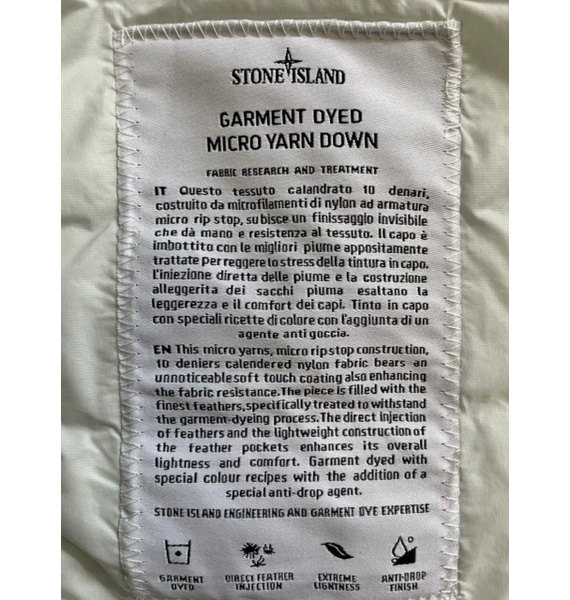 STONE ISLAND
GARMENT DYED
MICRO YARN DOWN
FABRIC RESEARCH AND TREATMENT
IT Questo tessuto calandrato 10 denari,
costruito da microfilamenti di nylon ad armatura
micro rip stop, subisce un finissaggio invisibile
che dà mano e resistenza al tessuto. Il capo è
imbottito con le migliori piume appositamente
trattate per reggere lo stress della tintura in capo.
L'iniezione diretta delle piume e la costruzione
alleggerita dei sacchi piuma esaltano la
leggerezza e il comfort dei capi. Tinto in capo
con speciali ricette di colore con l'aggiunta di un
agente anti goccia.
EN This micro yarns, micro ripstop construction,
10 deniers calendered nylon fabric bears an
unnoticeable soft touch coating also enhancing
the fabric resistance. The piece is filled with the
finest feathers, specifically treated to withstand
the garment-dyeing process. The direct injection
of feathers and the lightweight construction of
the feather pockets enhances its overall
lightness and comfort. Garment dyed with
special colour recipes with the addition of a
special anti-drop agent.
STONE ISLAND ENGINEERING AND GARMENT DYE EXPERTISE
GARMENT DYED
DIRECT FEATHER INJECTION
EXTREME LIGHTNESS
ANTI-DROP FINISH